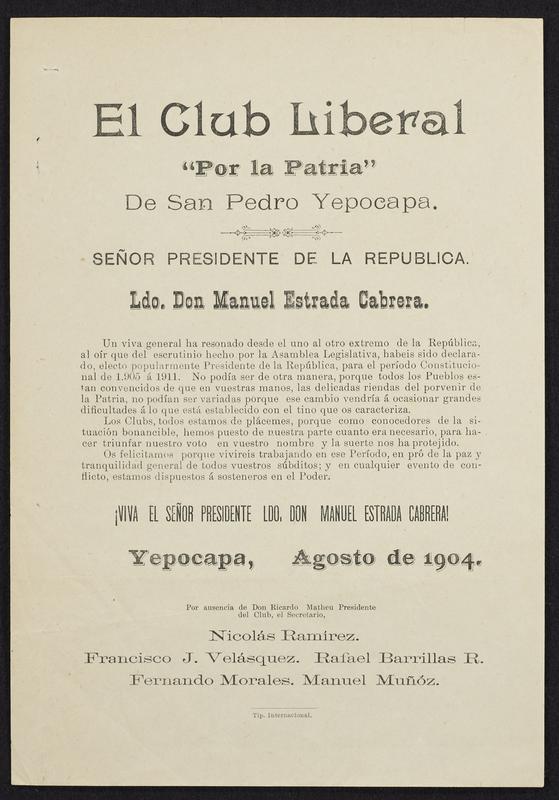 El Club Liberal
“Por la Patria”
De San Pedro Yepocapa.
SEÑOR PRESIDENTE DE LA REPUBLICA.
Ldo. Don Manuel Estrada Cabrera.
Un viva general ha resonado desde el uno al otro extremo de la República,
al oír que del escrutinio hecho por la Asamblea Legislativa, habeis sido declara-
do, electo popularmente Presidente de la República, para el período Constitucio-
nal de 1.905 á 1911. No podía ser de otra manera, porque todos los Pueblos es-
tan convencidos de que en vuestras manos, las delicadas riendas del porvenir de
la Patria, no podían ser variadas porque ese cambio vendría á ocasionar grandes
dificultades á lo que está establecido con el tino que os caracteriza.
Los Clubs, todos estamos de plácemes, porque como conocedores de la si-
tuación bonancible, hemos puesto de nuestra parte cuanto era necesario, para ha-
cer triunfar nuestro voto en vuestro nombre y la suerte nos ha protejido.
Os felicitamos porque vivireis trabajando en ese Período, en pró de la paz y
tranquilidad general de todos vuestros súbditos; y en cualquier evento de con-
flicto, estamos dispuestos á sosteneros en el Poder.
¡VIVA EL SEÑOR PRESIDENTE LDO. DON MANUEL ESTRADA CABRERA!
Yepocapa, Agosto de 1904.
Por ausencia de Don Ricardo Matheu Presidente
del Club, el Secretario,
Nicolás Ramírez.
Francisco J. Velásquez. Rafael Barrillas R.
Fernando Morales. Manuel Muñóz.
Tip. Internacional.